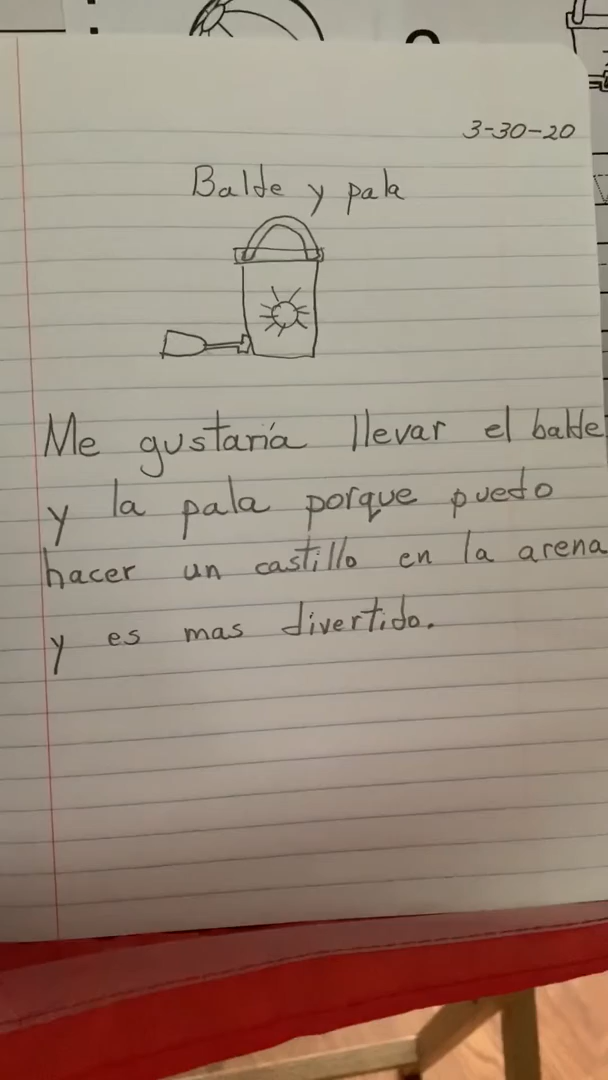 3-30-20
Balde y pala
Me gustaría llevar el balde
y la pala porque puedo
hacer un castillo en la arena
y es mas divertido.